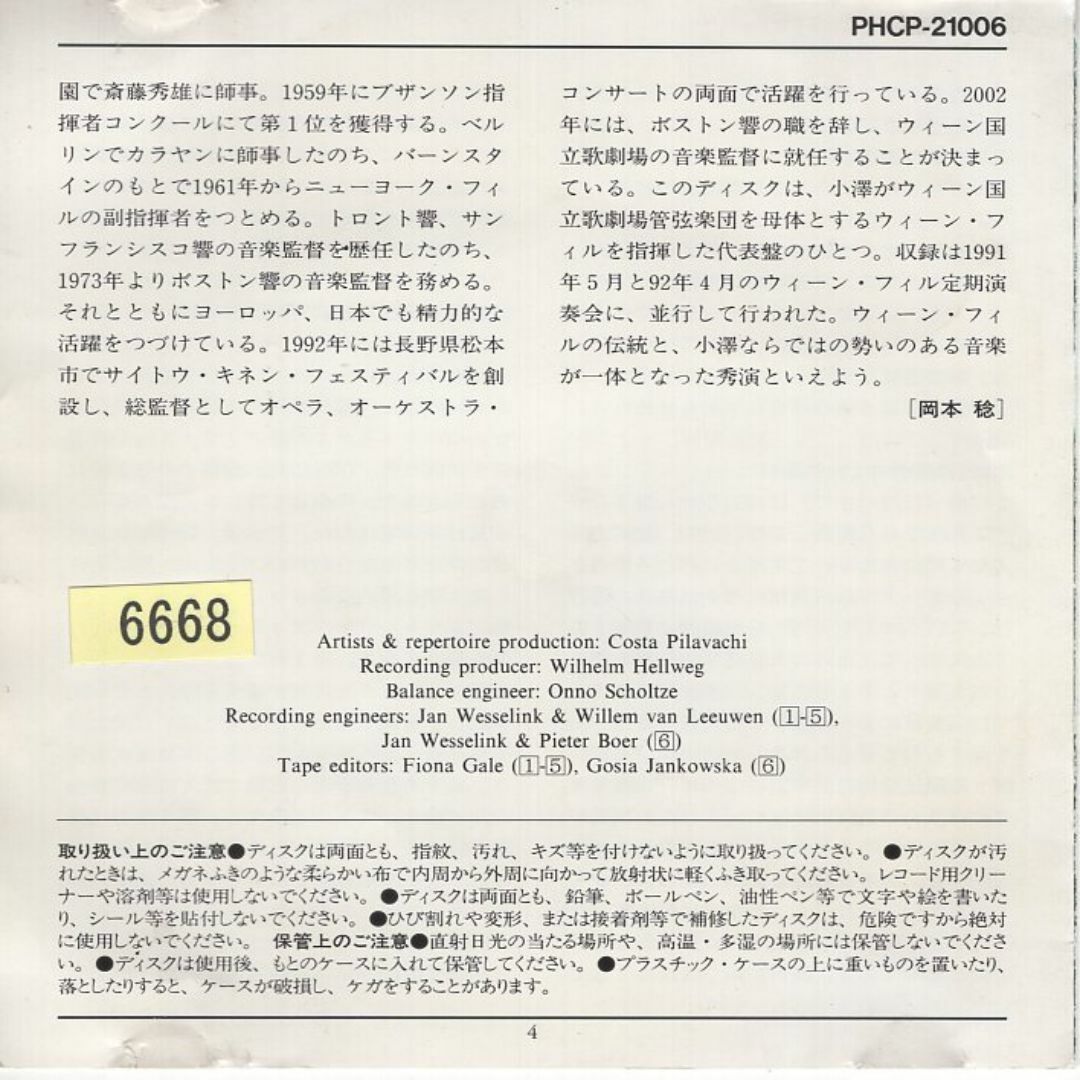 PHCP-21006
園で斎藤秀雄に師事。1959年にブザンソン指
揮者コンクールにて第1位を獲得する。ベル
リンでカラヤンに師事したのち、バーンスタ
インのもとで1961年からニューヨーク・フィ
ルの副指揮者をつとめる。トロント響、サン
フランシスコ響の音楽監督を歴任したのち、
1973年よりボストン響の音楽監督を務める。
それとともにヨーロッパ、日本でも精力的な
活躍をつづけている。1992年には長野県松本
市でサイトウ・キネン・フェスティバルを創
設し、総監督としてオペラ、オーケストラ・
コンサートの両面で活躍を行っている。2002
年には、ボストン響の職を辞し、ウィーン国
立歌劇場の音楽監督に就任することが決まっ
ている。このディスクは、小澤がウィーン国
立歌劇場管弦楽団を母体とするウィーン・フ
ィルを指揮した代表盤のひとつ。収録は1991
年5月と92年4月のウィーン・フィル定期演
奏会に、並行して行われた。ウィーン・フィ
ルの伝統と、小澤ならではの勢いのある音楽
が一体となった秀演といえよう。
[岡本 稔]
6668
Artists & repertoire production: Costa Pilavachi
Recording producer: Wilhelm Hellweg
Balance engineer: Onno Scholtze
Recording engineers: Jan Wesselink & Willem van Leeuwen (1-5),
Jan Wesselink & Pieter Boer (6)
Tape editors: Fiona Gale (1-5), Gosia Jankowska (6)
取り扱い上のご注意●ディスクは両面とも、指紋、汚れ、キズ等を付けないように取り扱ってください。●ディスクが汚
れたときは、メガネふきのような柔らかい布で内周から外周に向かって放射状に軽くふき取ってください。レコード用クリー
ナーや溶剤等は使用しないでください。●ディスクは両面とも、鉛筆、ボールペン、油性ペン等で文字や絵を書いた
り、シール等を貼付しないでください。●ひび割れや変形、または接着剤等で補修したディスクは、危険ですから絶対
に使用しないでください。 保管上のご注意●直射日光の当たる場所や、高温・多湿の場所には保管しないでくださ
い。●ディスクは使用後、もとのケースに入れて保管してください。●プラスチック・ケースの上に重いものを置いたり、
落としたりすると、ケースが破損し、ケガをすることがあります。
4